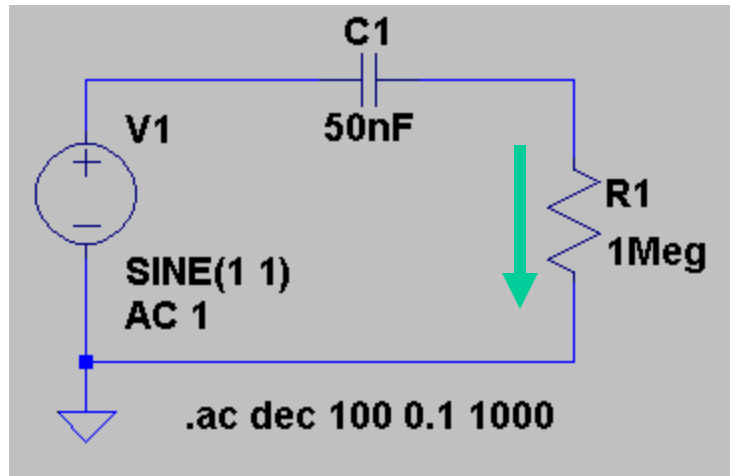 C1
50nF
V1
R1
1Meg
SINE(1 1)
AC 1
.ac dec 100 0.1 1000